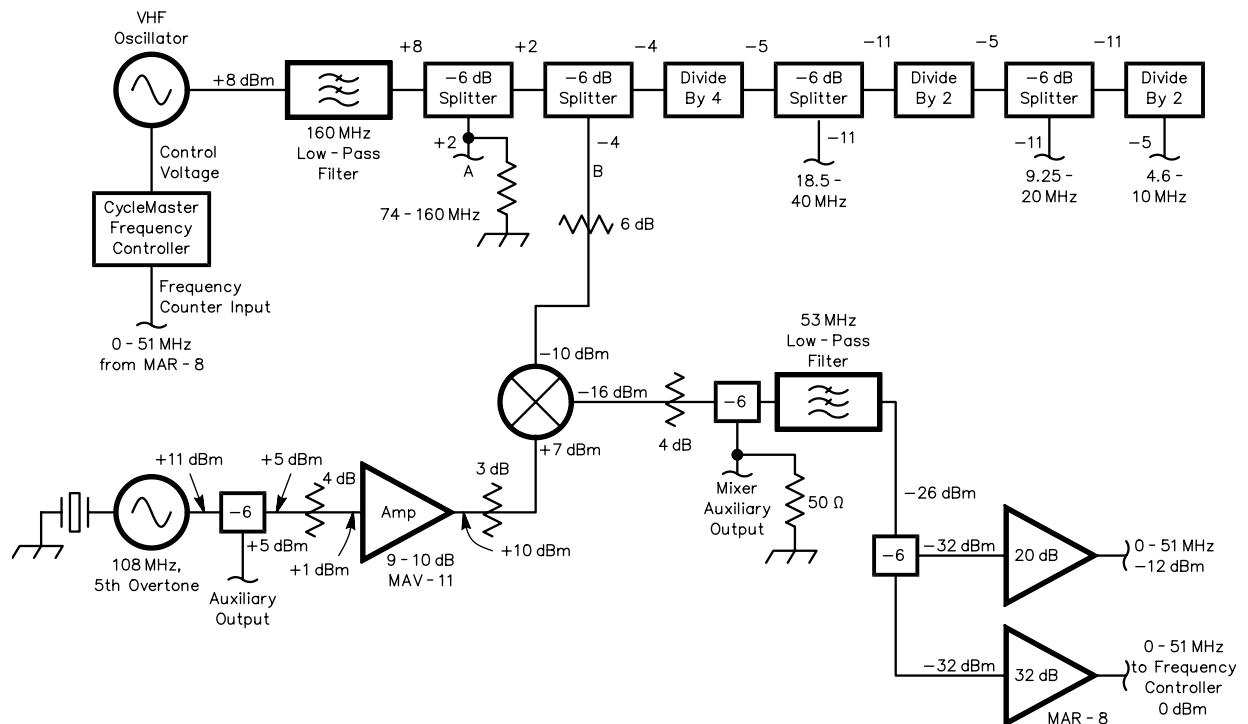 VHF
Oscillator
+8 dBm
160 MHz
Low - Pass
Filter
+8
-6 dB
Splitter
+2
-6 dB
Splitter
-4
Divide
By 4
-5
-6 dB
Splitter
-11
Divide
By 2
-5
-6 dB
Splitter
-11
Divide
By 2
+2
A
74 - 160 MHz
-4
B
6 dB
-11
18.5 -
40 MHz
-11
9.25 -
20 MHz
-5
4.6 -
10 MHz
Control
Voltage
CycleMaster
Frequency
Controller
Frequency
Counter Input
0 - 51 MHz
from MAR - 8
-10 dBm
-16 dBm
+7 dBm
4 dB
-6
53 MHz
Low - Pass
Filter
Mixer
Auxiliary
Output
50 Ω
+11 dBm
+5 dBm
-6
+5 dBm
4 dB
+1 dBm
Amp
9 - 10 dB
MAV - 11
3 dB
+10 dBm
108 MHz,
5th Overtone
Auxiliary
Output
-26 dBm
-6
-32 dBm
20 dB
0 - 51 MHz
-12 dBm
-32 dBm
32 dB
MAR - 8
0 - 51 MHz
to Frequency
Controller
0 dBm